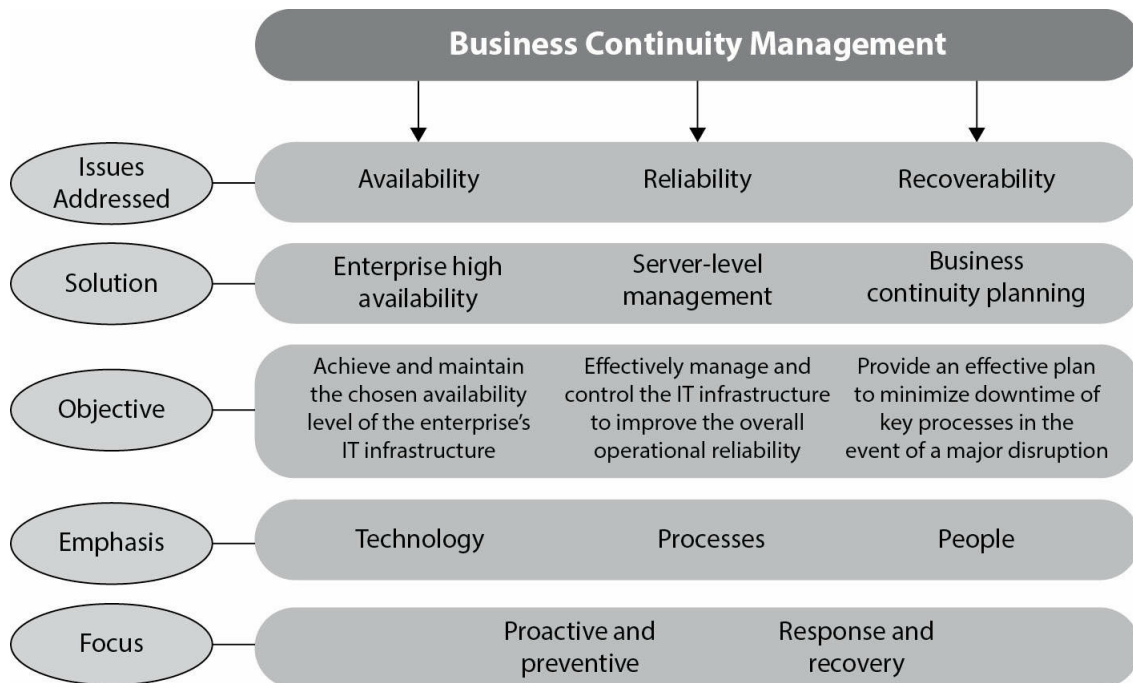 Business Continuity Management
Issues
Addressed
Availability
Reliability
Recoverability
Solution
Enterprise high
availability
Server-level
management
Business
continuity planning
Objective
Achieve and maintain
the chosen availability
level of the enterprise’s
IT infrastructure
Effectively manage and
control the IT infrastructure
to improve the overall
operational reliability
Provide an effective plan
to minimize downtime of
key processes in the
event of a major disruption
Emphasis
Technology
Processes
People
Focus
Proactive and
preventive
Response and
recovery